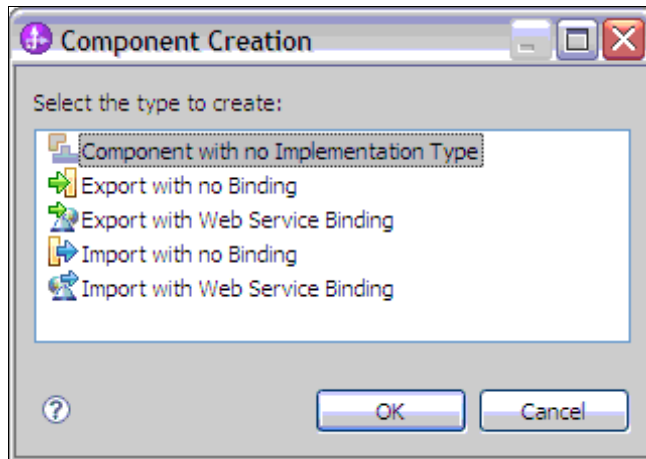 Component Creation
Select the type to create:
Component with no Implementation Type
Export with no Binding
Export with Web Service Binding
Import with no Binding
Import with Web Service Binding
? OK Cancel